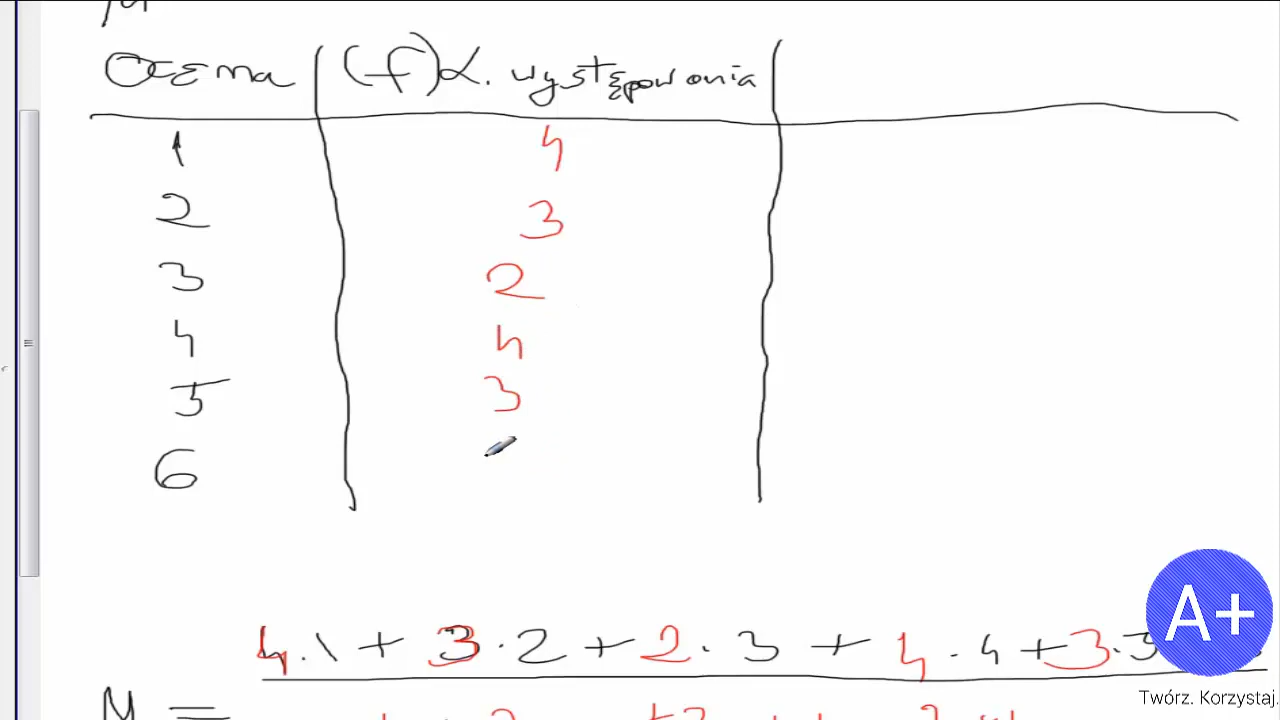 Ocena (f) L. występowania
1 4
2 3
3 2
4 4
5 3
6
4·1 + 3·2 + 2·3 + 4·4 + 3·5
M =
A+
Twórz. Korzystaj.